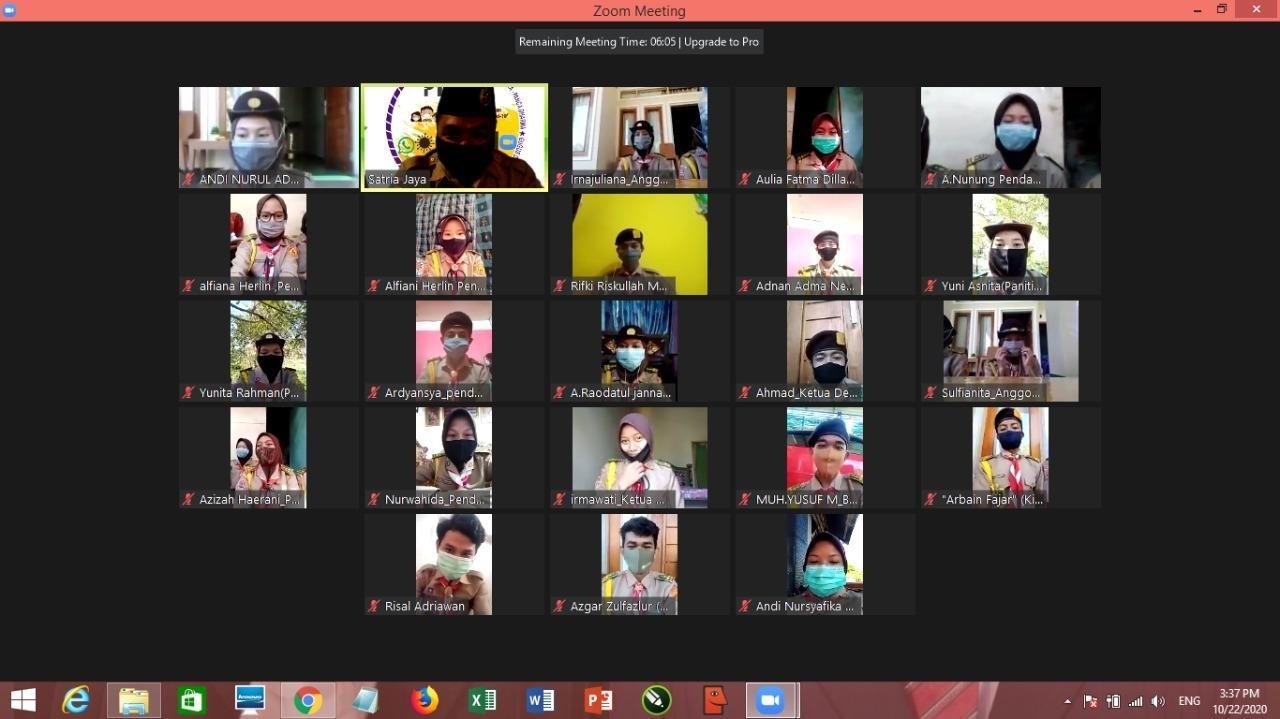 Zoom Meeting
Remaining Meeting Time: 06:05 | Upgrade to Pro
ANDI NURUL AD...
Satria Jaya
Irnajuliana_Angg...
Aulia Fatma Dilla...
A.Nunung Penda...
alfiana Herlin ,Pe...
Alfiani Herlin Pen...
Rifki Riskullah M...
Adnan Adma Ne...
Yuni Asnita(Paniti...
Yunita Rahman(P...
Ardyansya_pend...
A.Raodatul janna...
Ahmad_Ketua De...
Sulfianita_Anggo...
Azizah Haerani_P...
Nurwahida_Pend...
irmawati_Ketua ...
MUH.YUSUF M_B...
"Arbain Fajar" (Ki...
Risal Adriawan
Azgar Zulfazlur (...
Andi Nursyafika ...
ENG
3:37 PM
10/22/2020